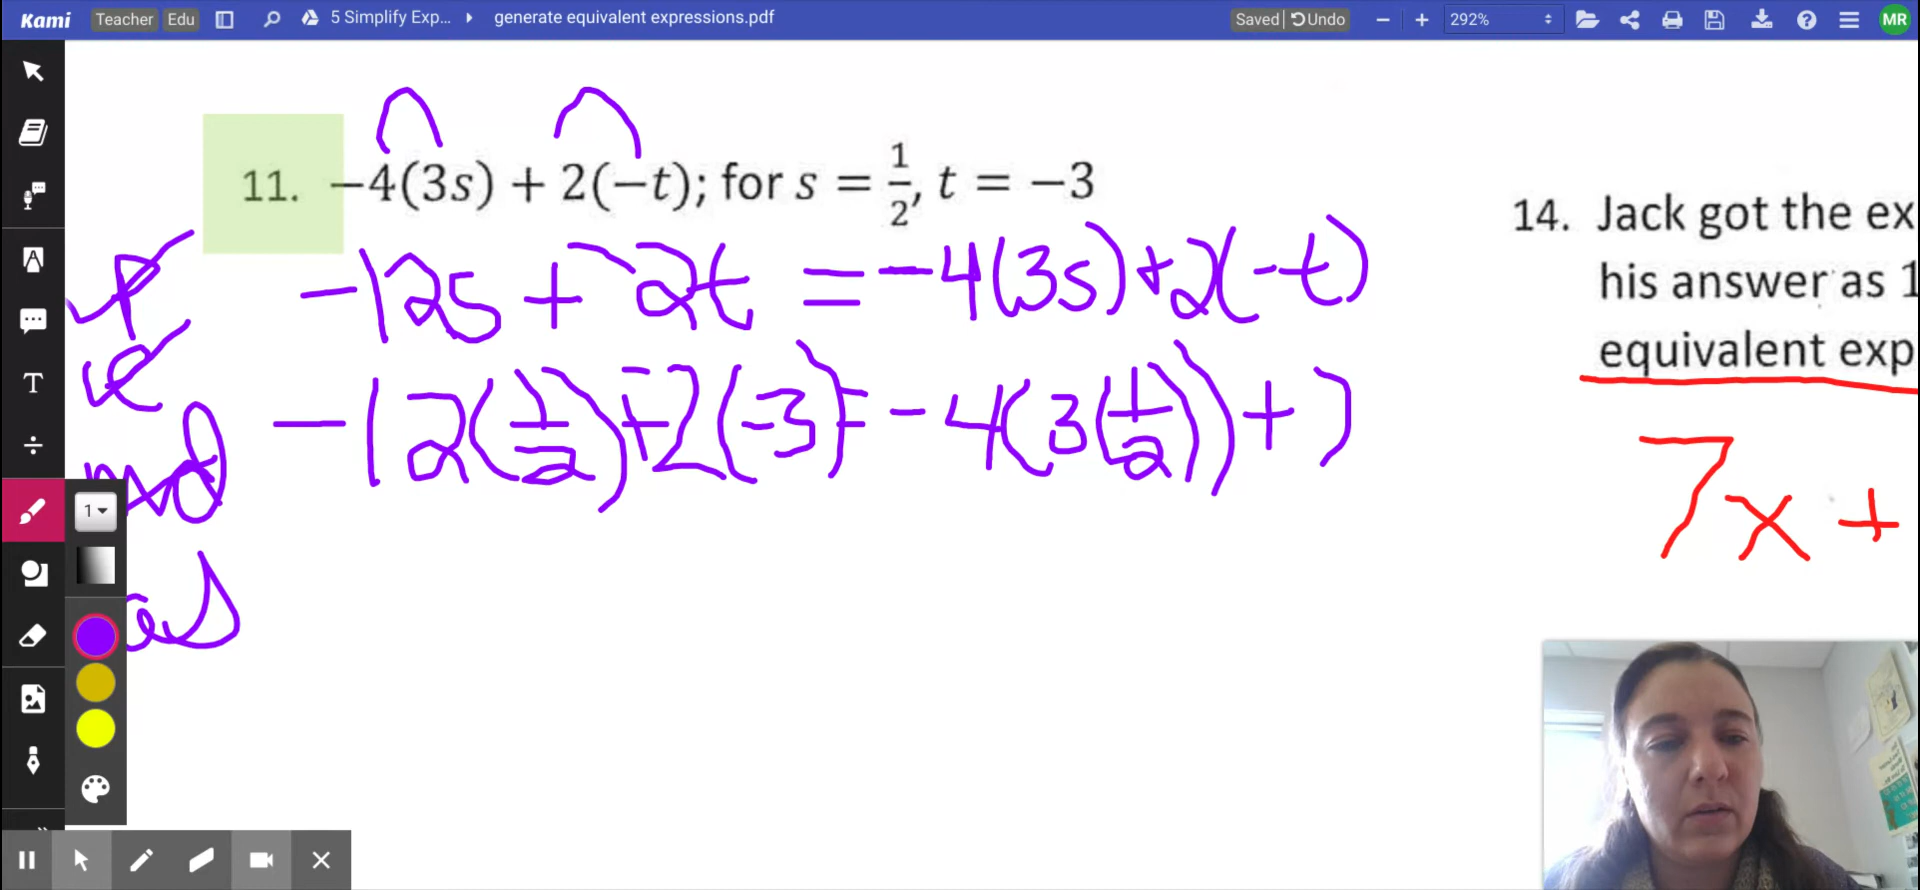 Kami Teacher Edu 5 Simplify Exp... generate equivalent expressions.pdf Saved Undo 292% MR
11. −4(3s) + 2(−t); for s = 1/2, t = −3
-12s + -2t = -4(3s)+2(-t)
-12(1/2)+-2(-3)= -4(3(1/2))+
14. Jack got the ex
his answer as 1
equivalent exp
7x +
1